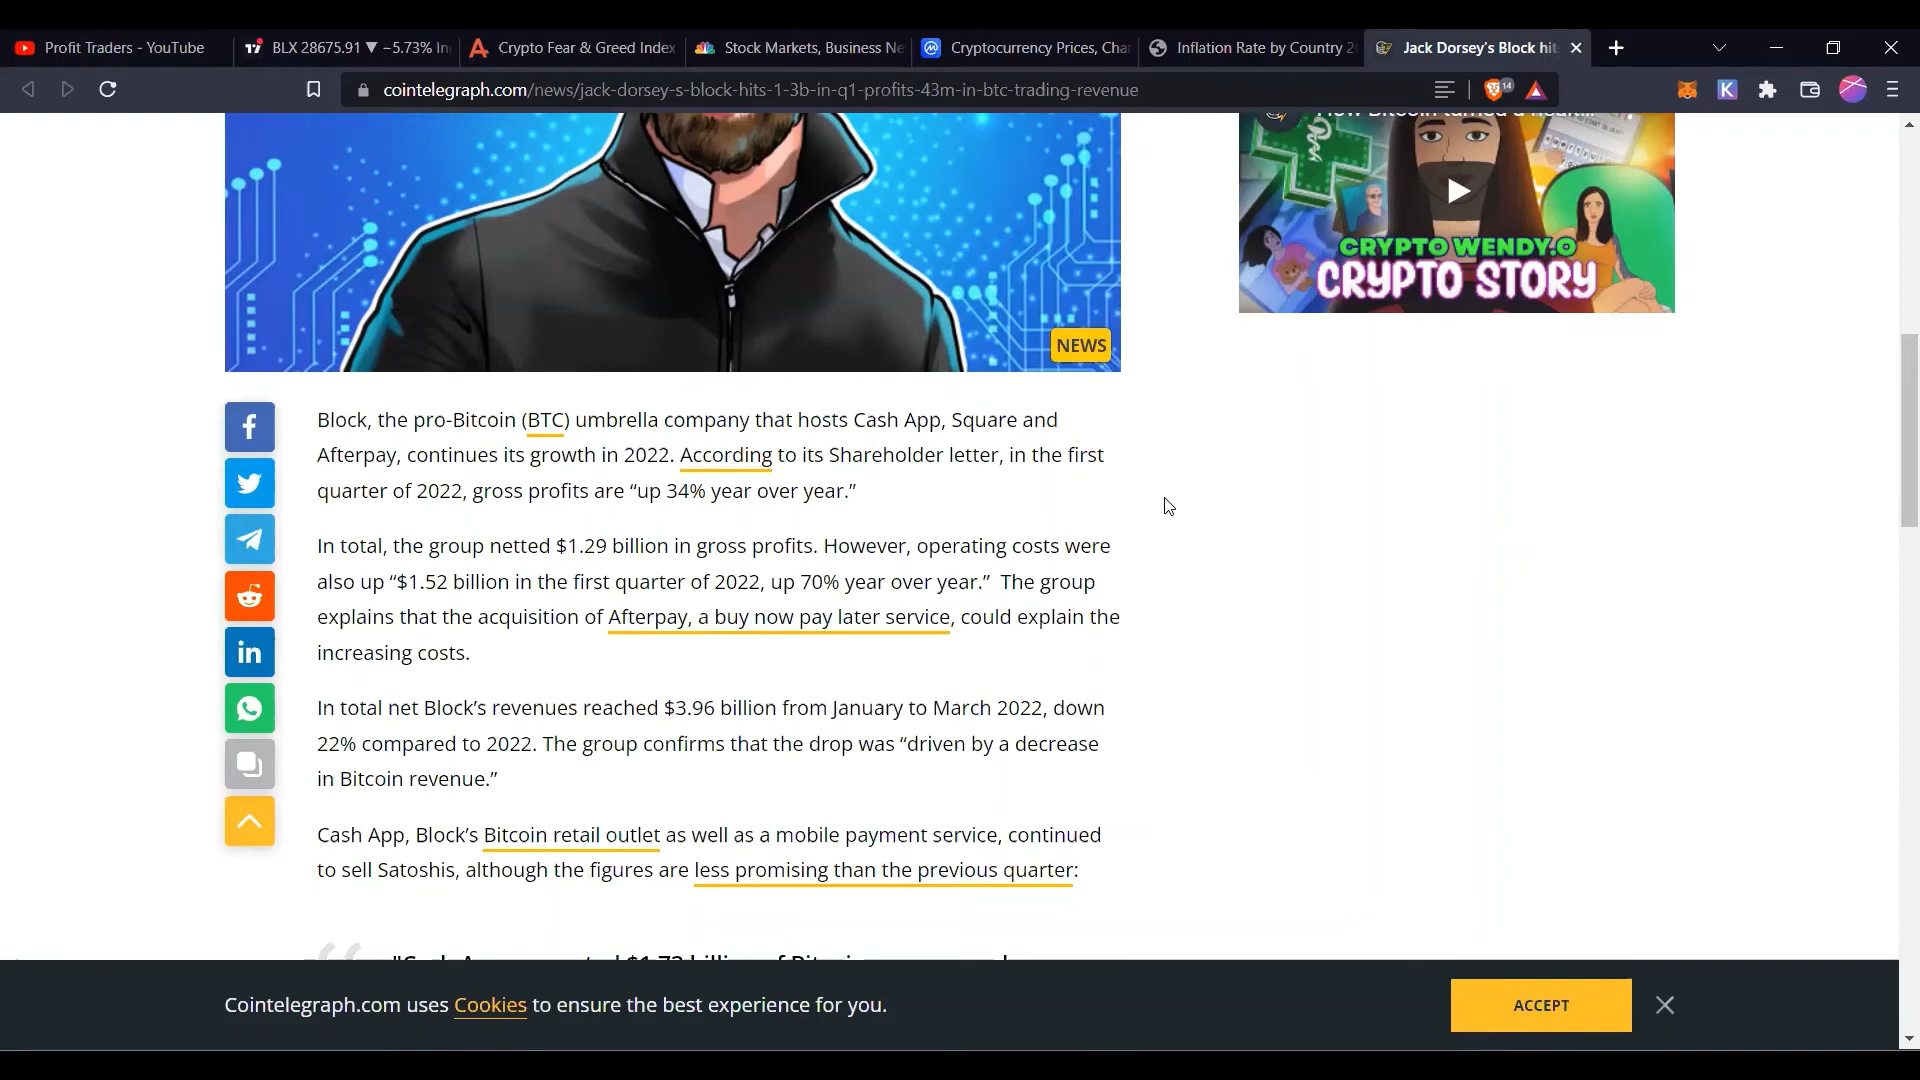 Profit Traders - YouTube
BLX 28675.91 ▼ −5.73% In
Crypto Fear & Greed Index
Stock Markets, Business Ne
Cryptocurrency Prices, Char
Inflation Rate by Country 2
Jack Dorsey's Block hit
cointelegraph.com/news/jack-dorsey-s-block-hits-1-3b-in-q1-profits-43m-in-btc-trading-revenue
14
K
CRYPTO WENDY.O
CRYPTO STORY
NEWS
Block, the pro-Bitcoin (BTC) umbrella company that hosts Cash App, Square and
Afterpay, continues its growth in 2022. According to its Shareholder letter, in the first
quarter of 2022, gross profits are “up 34% year over year.”
In total, the group netted $1.29 billion in gross profits. However, operating costs were
also up “$1.52 billion in the first quarter of 2022, up 70% year over year.” The group
explains that the acquisition of Afterpay, a buy now pay later service, could explain the
increasing costs.
In total net Block’s revenues reached $3.96 billion from January to March 2022, down
22% compared to 2022. The group confirms that the drop was “driven by a decrease
in Bitcoin revenue.”
Cash App, Block’s Bitcoin retail outlet as well as a mobile payment service, continued
to sell Satoshis, although the figures are less promising than the previous quarter:
Cointelegraph.com uses Cookies to ensure the best experience for you.
ACCEPT